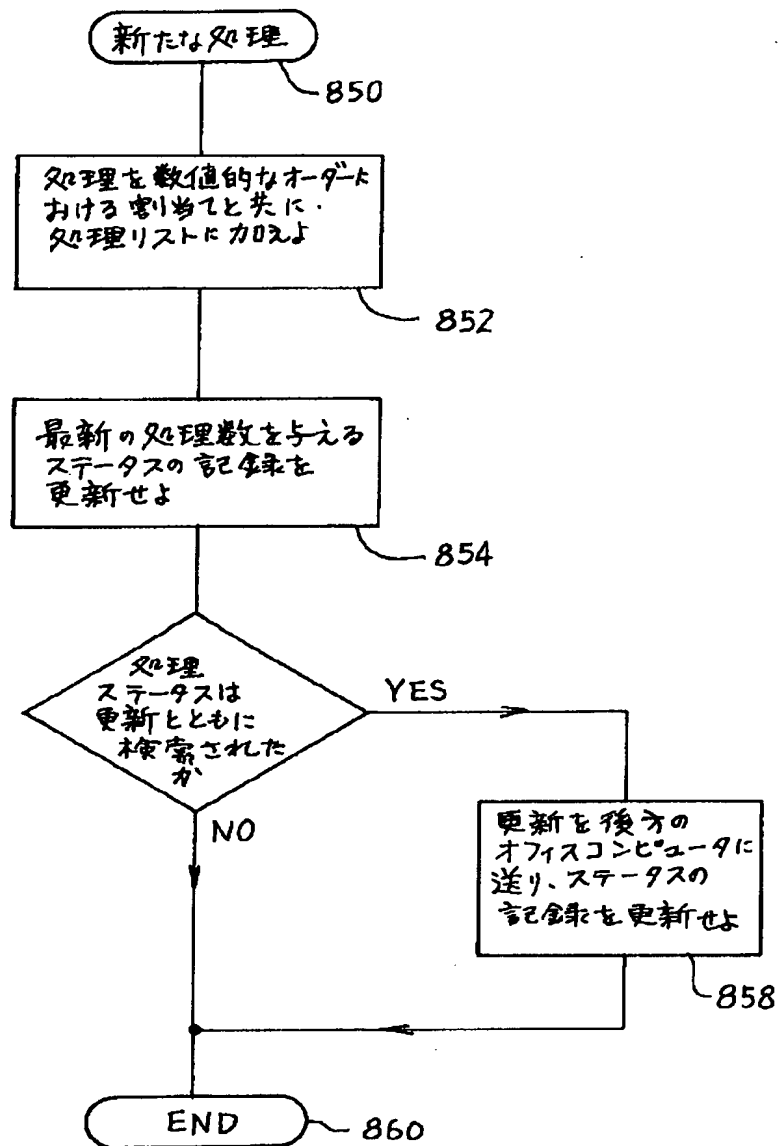 新たな処理
850
処理を数値的なオーダーに
おける割当てと共に
処理リストに加えよ
852
最新の処理数を与える
ステータスの記録を
更新せよ
854
処理
ステータスは
更新とともに
検索された
か
YES
NO
更新を後方の
オフィスコンピュータに
送り、ステータスの
記録を更新せよ
858
END
860